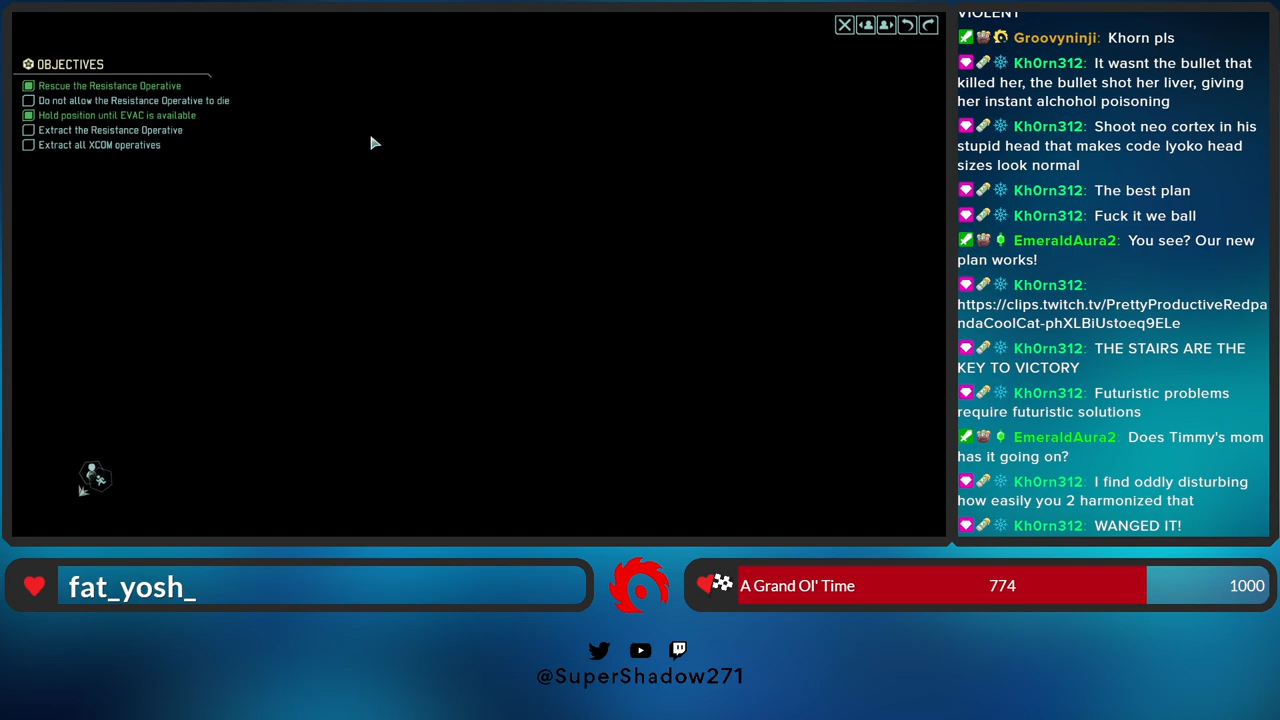 OBJECTIVES
Rescue the Resistance Operative
Do not allow the Resistance Operative to die
Hold position until EVAC is available
Extract the Resistance Operative
Extract all XCOM operatives
VIOLENT
Groovyninji: Khorn pls
Kh0rn312: It wasnt the bullet that
killed her, the bullet shot her liver, giving
her instant alchohol poisoning
Kh0rn312: Shoot neo cortex in his
stupid head that makes code lyoko head
sizes look normal
Kh0rn312: The best plan
Kh0rn312: Fuck it we ball
EmeraldAura2: You see? Our new
plan works!
Kh0rn312:
https://clips.twitch.tv/PrettyProductiveRedpa
ndaCoolCat-phXLBiUstoeq9ELe
Kh0rn312: THE STAIRS ARE THE
KEY TO VICTORY
Kh0rn312: Futuristic problems
require futuristic solutions
EmeraldAura2: Does Timmy's mom
has it going on?
Kh0rn312: I find oddly disturbing
how easily you 2 harmonized that
Kh0rn312: WANGED IT!
fat_yosh_
A Grand Ol' Time 774 1000
@SuperShadow271